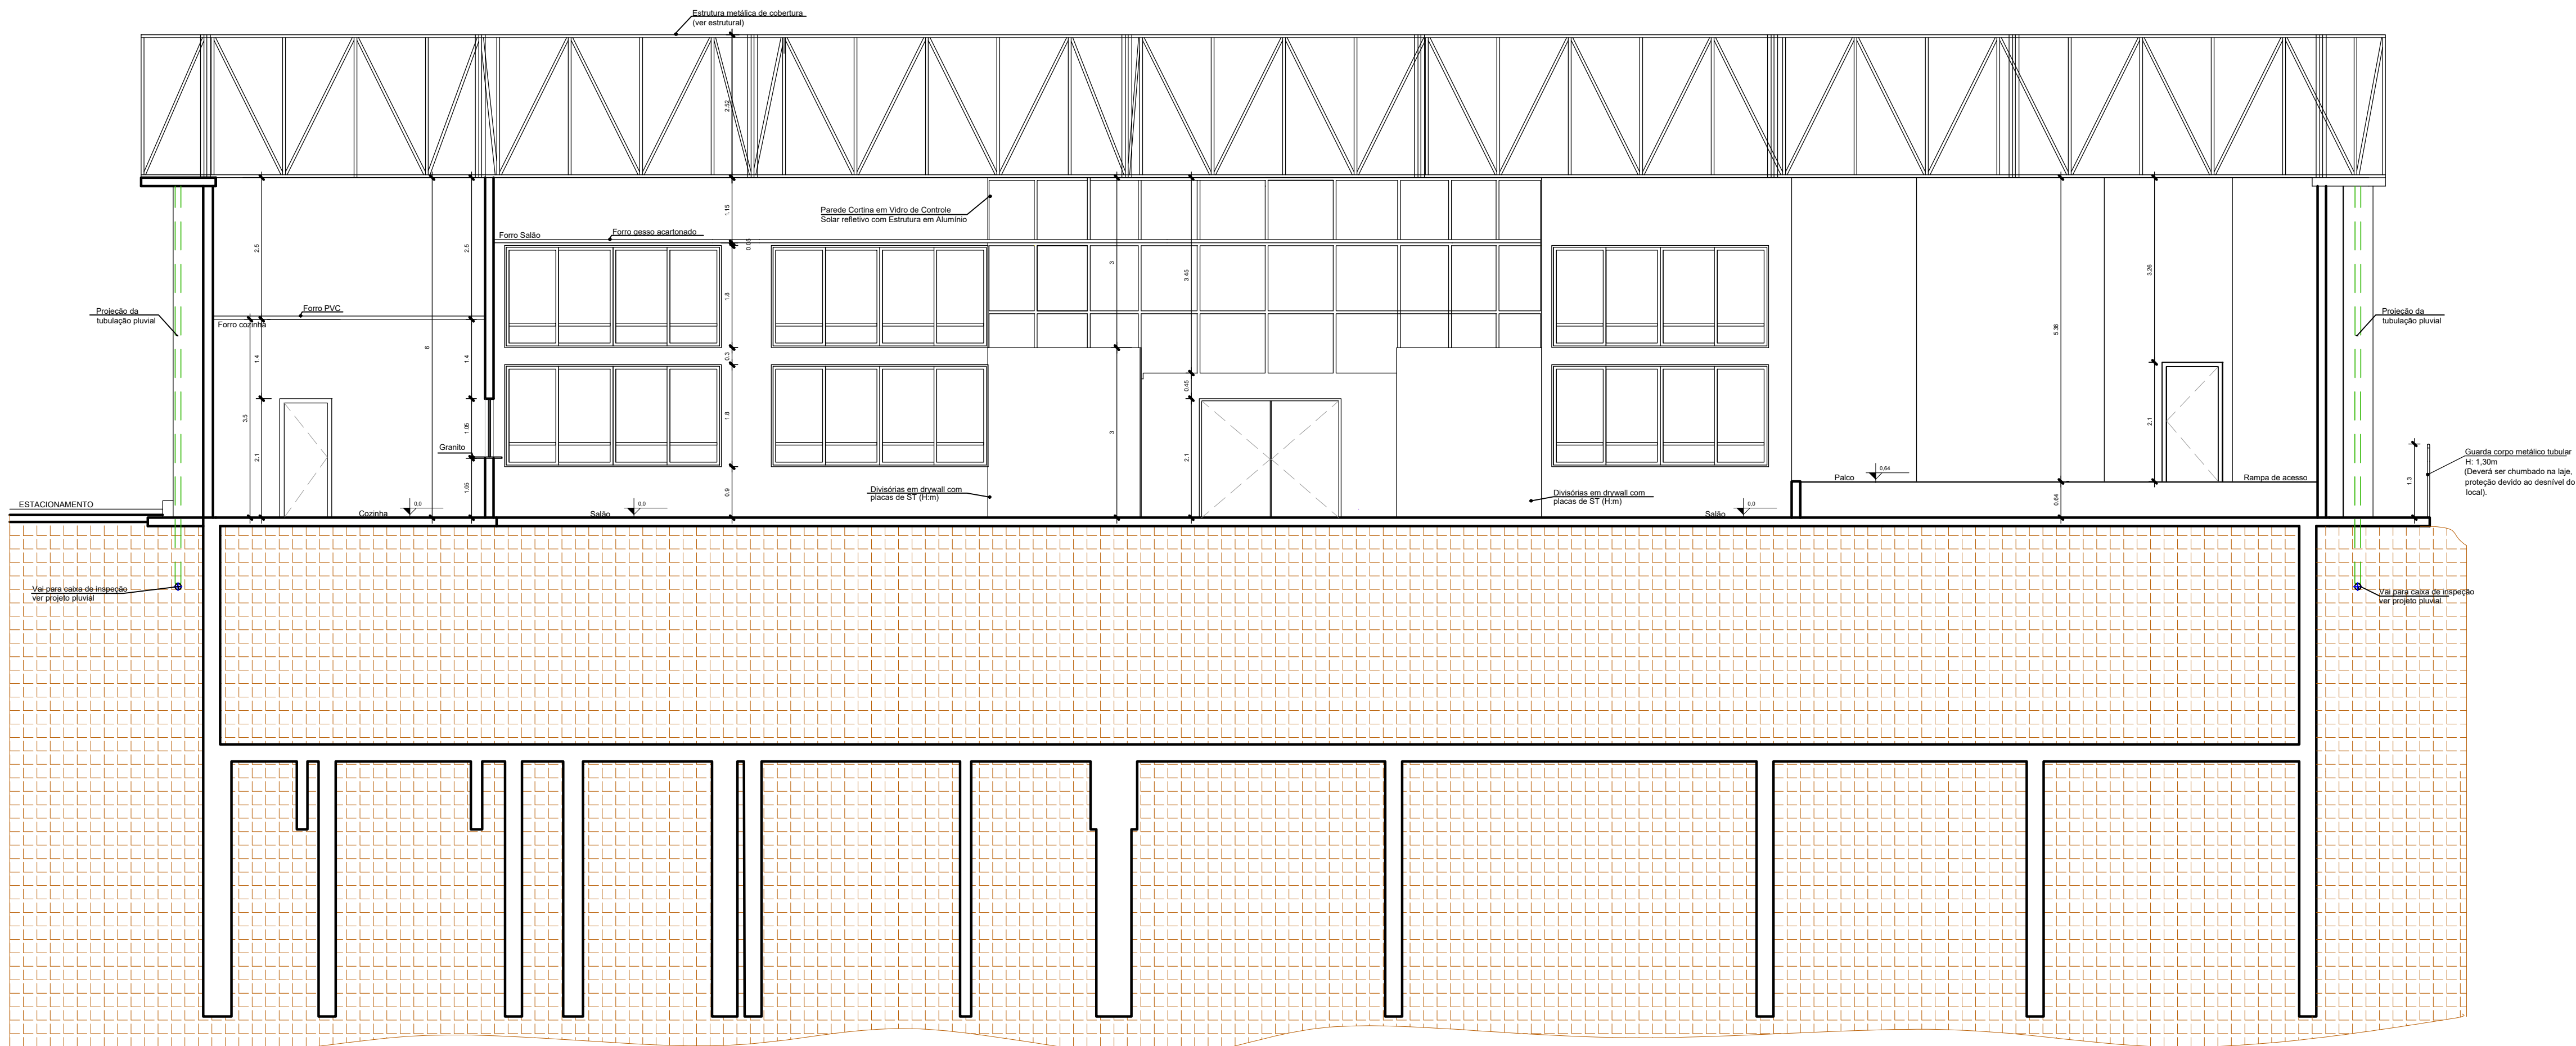 Estrutura metálica de cobertura
(ver estrutural)
2.52
Parede Cortina em Vidro de Controle
Solar refletivo com Estrutura em Alumínio
1.15
Forro Salão
Forro gesso acartonado
0.05
2.5
2.5
3
3.45
3.26
Projeção da
tubulação pluvial
Forro PVC
Forro cozinha
1.8
6
5.36
Projeção da
tubulação pluvial
1.4
1.4
0.3
0.45
3.5
1.05
1.8
3
2.1
2.1
2.1
Granito
1.05
0.9
Divisórias em drywall com
placas de ST (H:m)
Divisórias em drywall com
placas de ST (H:m)
Palco
0,64
0.64
Rampa de acesso
1.3
Guarda corpo metálico tubular
H: 1,30m
(Deverá ser chumbado na laje,
proteção devido ao desnível do
local).
ESTACIONAMENTO
Cozinha
0,0
Salão
0,0
Salão
0,0
Vai para caixa de inspeção
ver projeto pluvial
Vai para caixa de inspeção
ver projeto pluvial